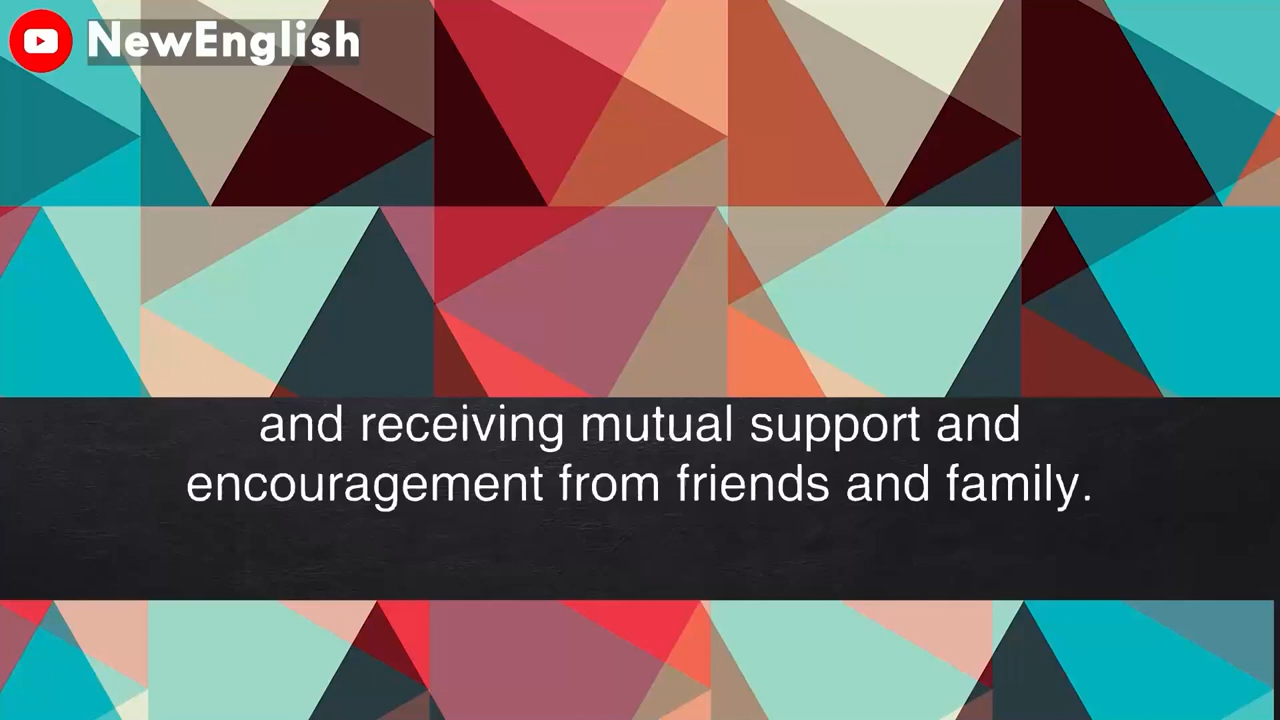 NewEnglish
and receiving mutual support and
encouragement from friends and family.